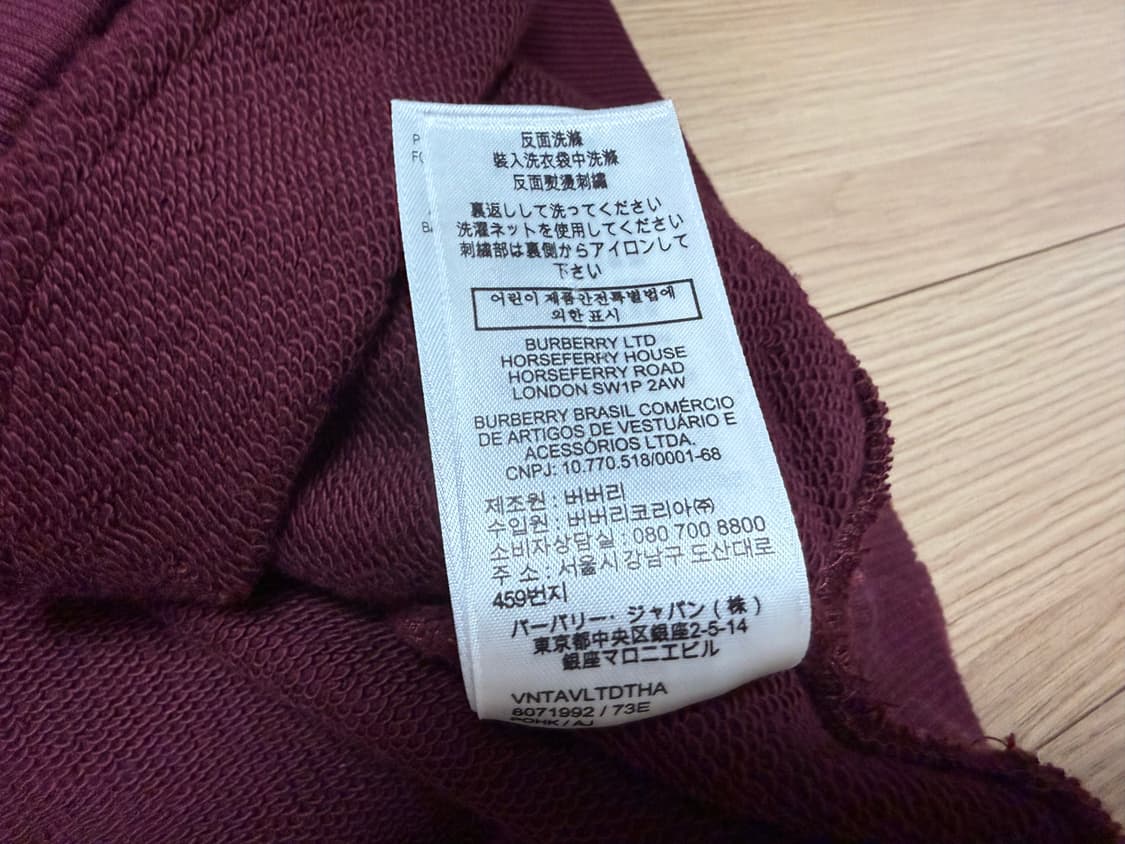 反面洗滌
裝入洗衣袋中洗滌
反面熨燙刺繡
裏返しして洗ってください
洗濯ネットを使用してください
刺繍部は裏側からアイロンして
下さい
어린이 제품안전특별법에
의한 표시
BURBERRY LTD
HORSEFERRY HOUSE
HORSEFERRY ROAD
LONDON SW1P 2AW
BURBERRY BRASIL COMÉRCIO
DE ARTIGOS DE VESTUÁRIO E
ACESSÓRIOS LTDA.
CNPJ: 10.770.518/0001-68
제조원 : 버버리
수입원 : 버버리코리아㈜
소비자상담실 : 080 700 8800
주 소 : 서울시 강남구 도산대로
459번지
バーバリー・ジャパン(株)
東京都中央区銀座2-5-14
銀座マロニエビル
VNTAVLTDTHA
8071992 / 73E